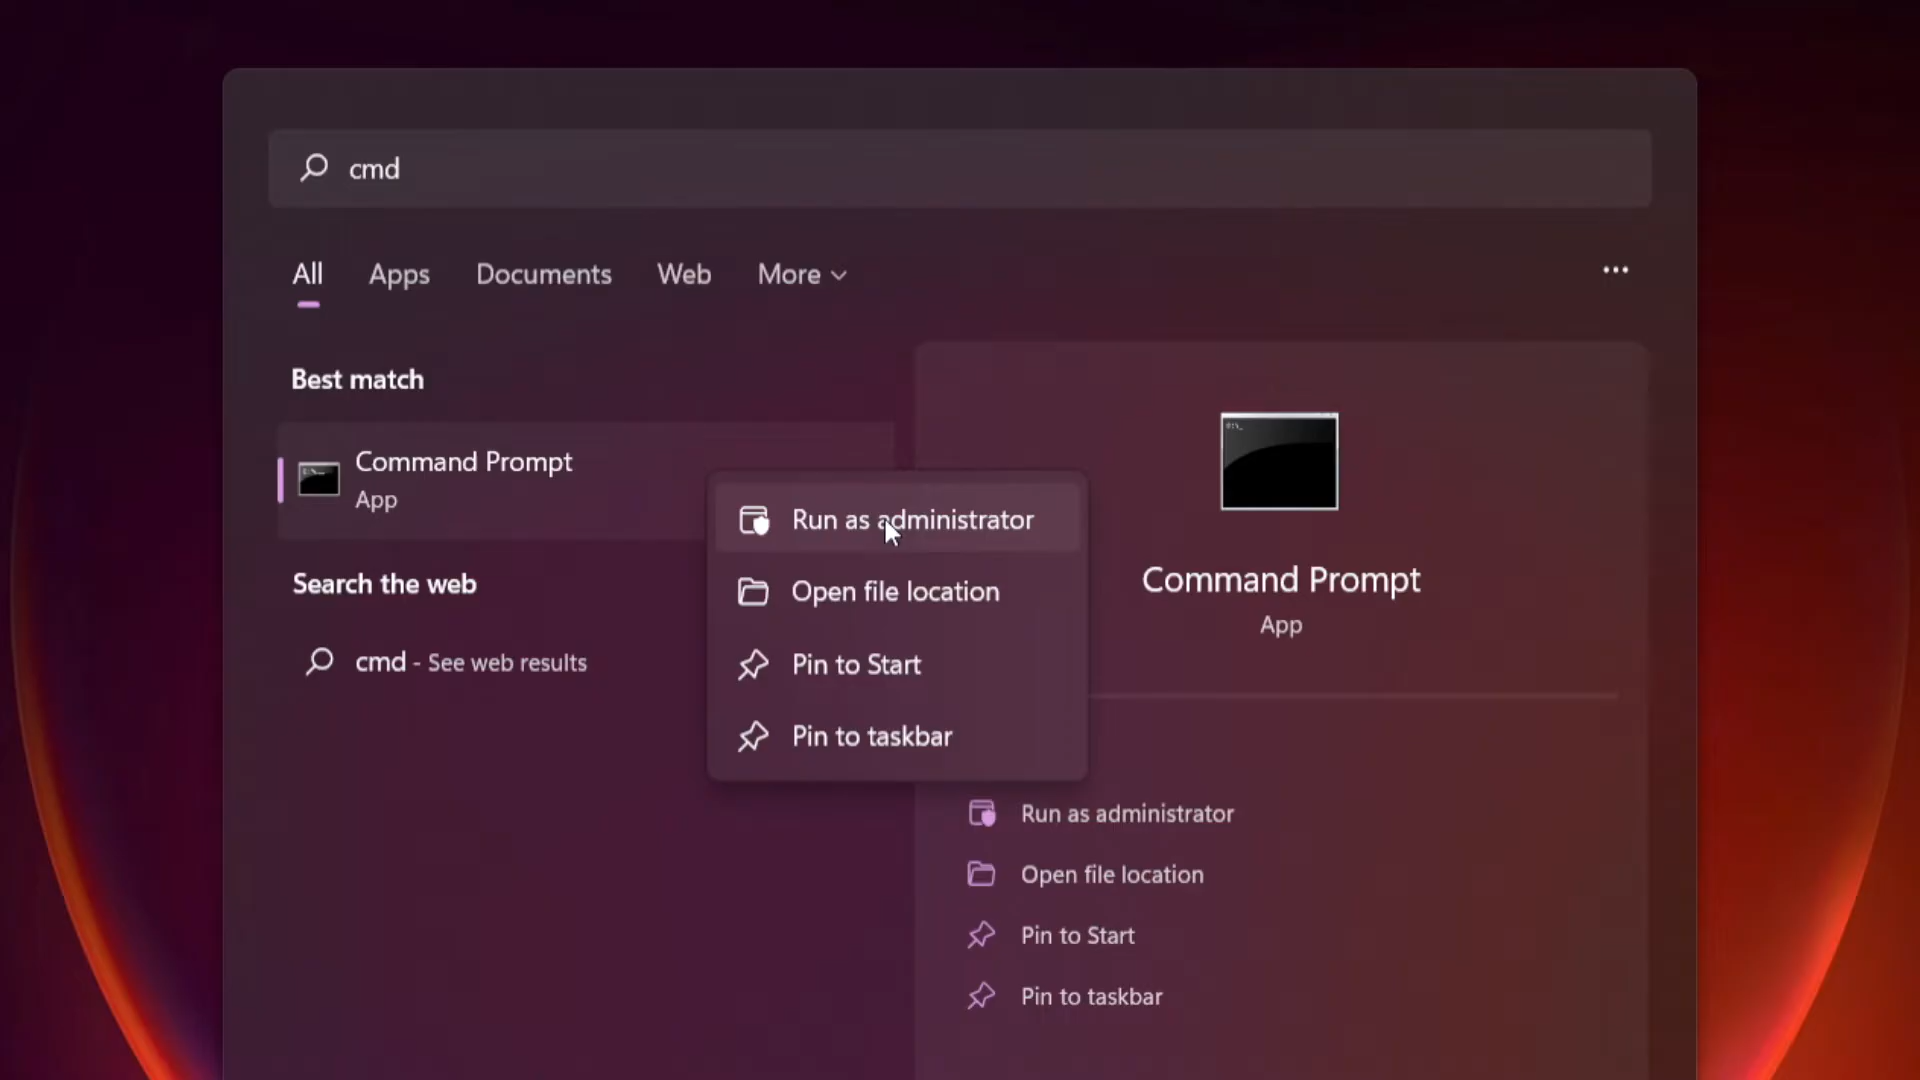 cmd
All Apps Documents Web More
Best match
Command Prompt
App
Run as administrator
Open file location
Pin to Start
Pin to taskbar
Search the web
cmd - See web results
Command Prompt
App
Run as administrator
Open file location
Pin to Start
Pin to taskbar